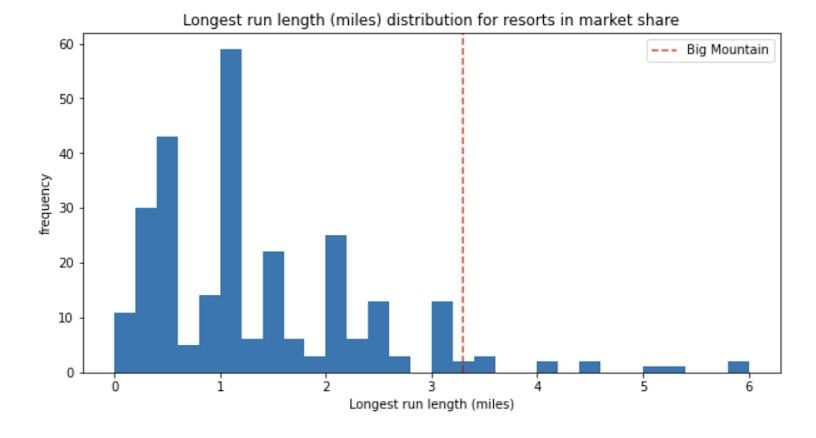 Longest run length (miles) distribution for resorts in market share
Big Mountain
frequency
60
50
40
30
20
10
0
0 1 2 3 4 5 6
Longest run length (miles)